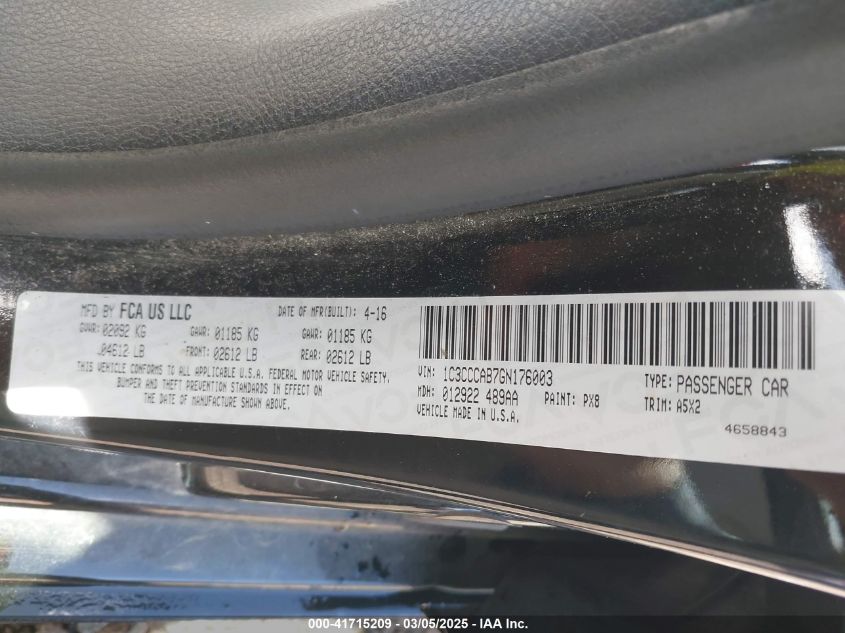 MFD BY FCA US LLC DATE OF MFR(BUILT): 4-16
GVWR: 02092 KG GAWR: 01185 KG GAWR: 01185 KG
04612 LB FRONT: 02612 LB REAR: 02612 LB
THIS VEHICLE CONFORMS TO ALL APPLICABLE U.S.A. FEDERAL MOTOR VEHICLE SAFETY,
BUMPER AND THEFT PREVENTION STANDARDS IN EFFECT ON
THE DATE OF MANUFACTURE SHOWN ABOVE.
VIN: 1C3CCCAB7GN176003 TYPE: PASSENGER CAR
MDH: 012922 489AA PAINT: PX8 TRIM: A5X2
VEHICLE MADE IN U.S.A.
4658843
000-41715209 - 03/05/2025 - IAA Inc.